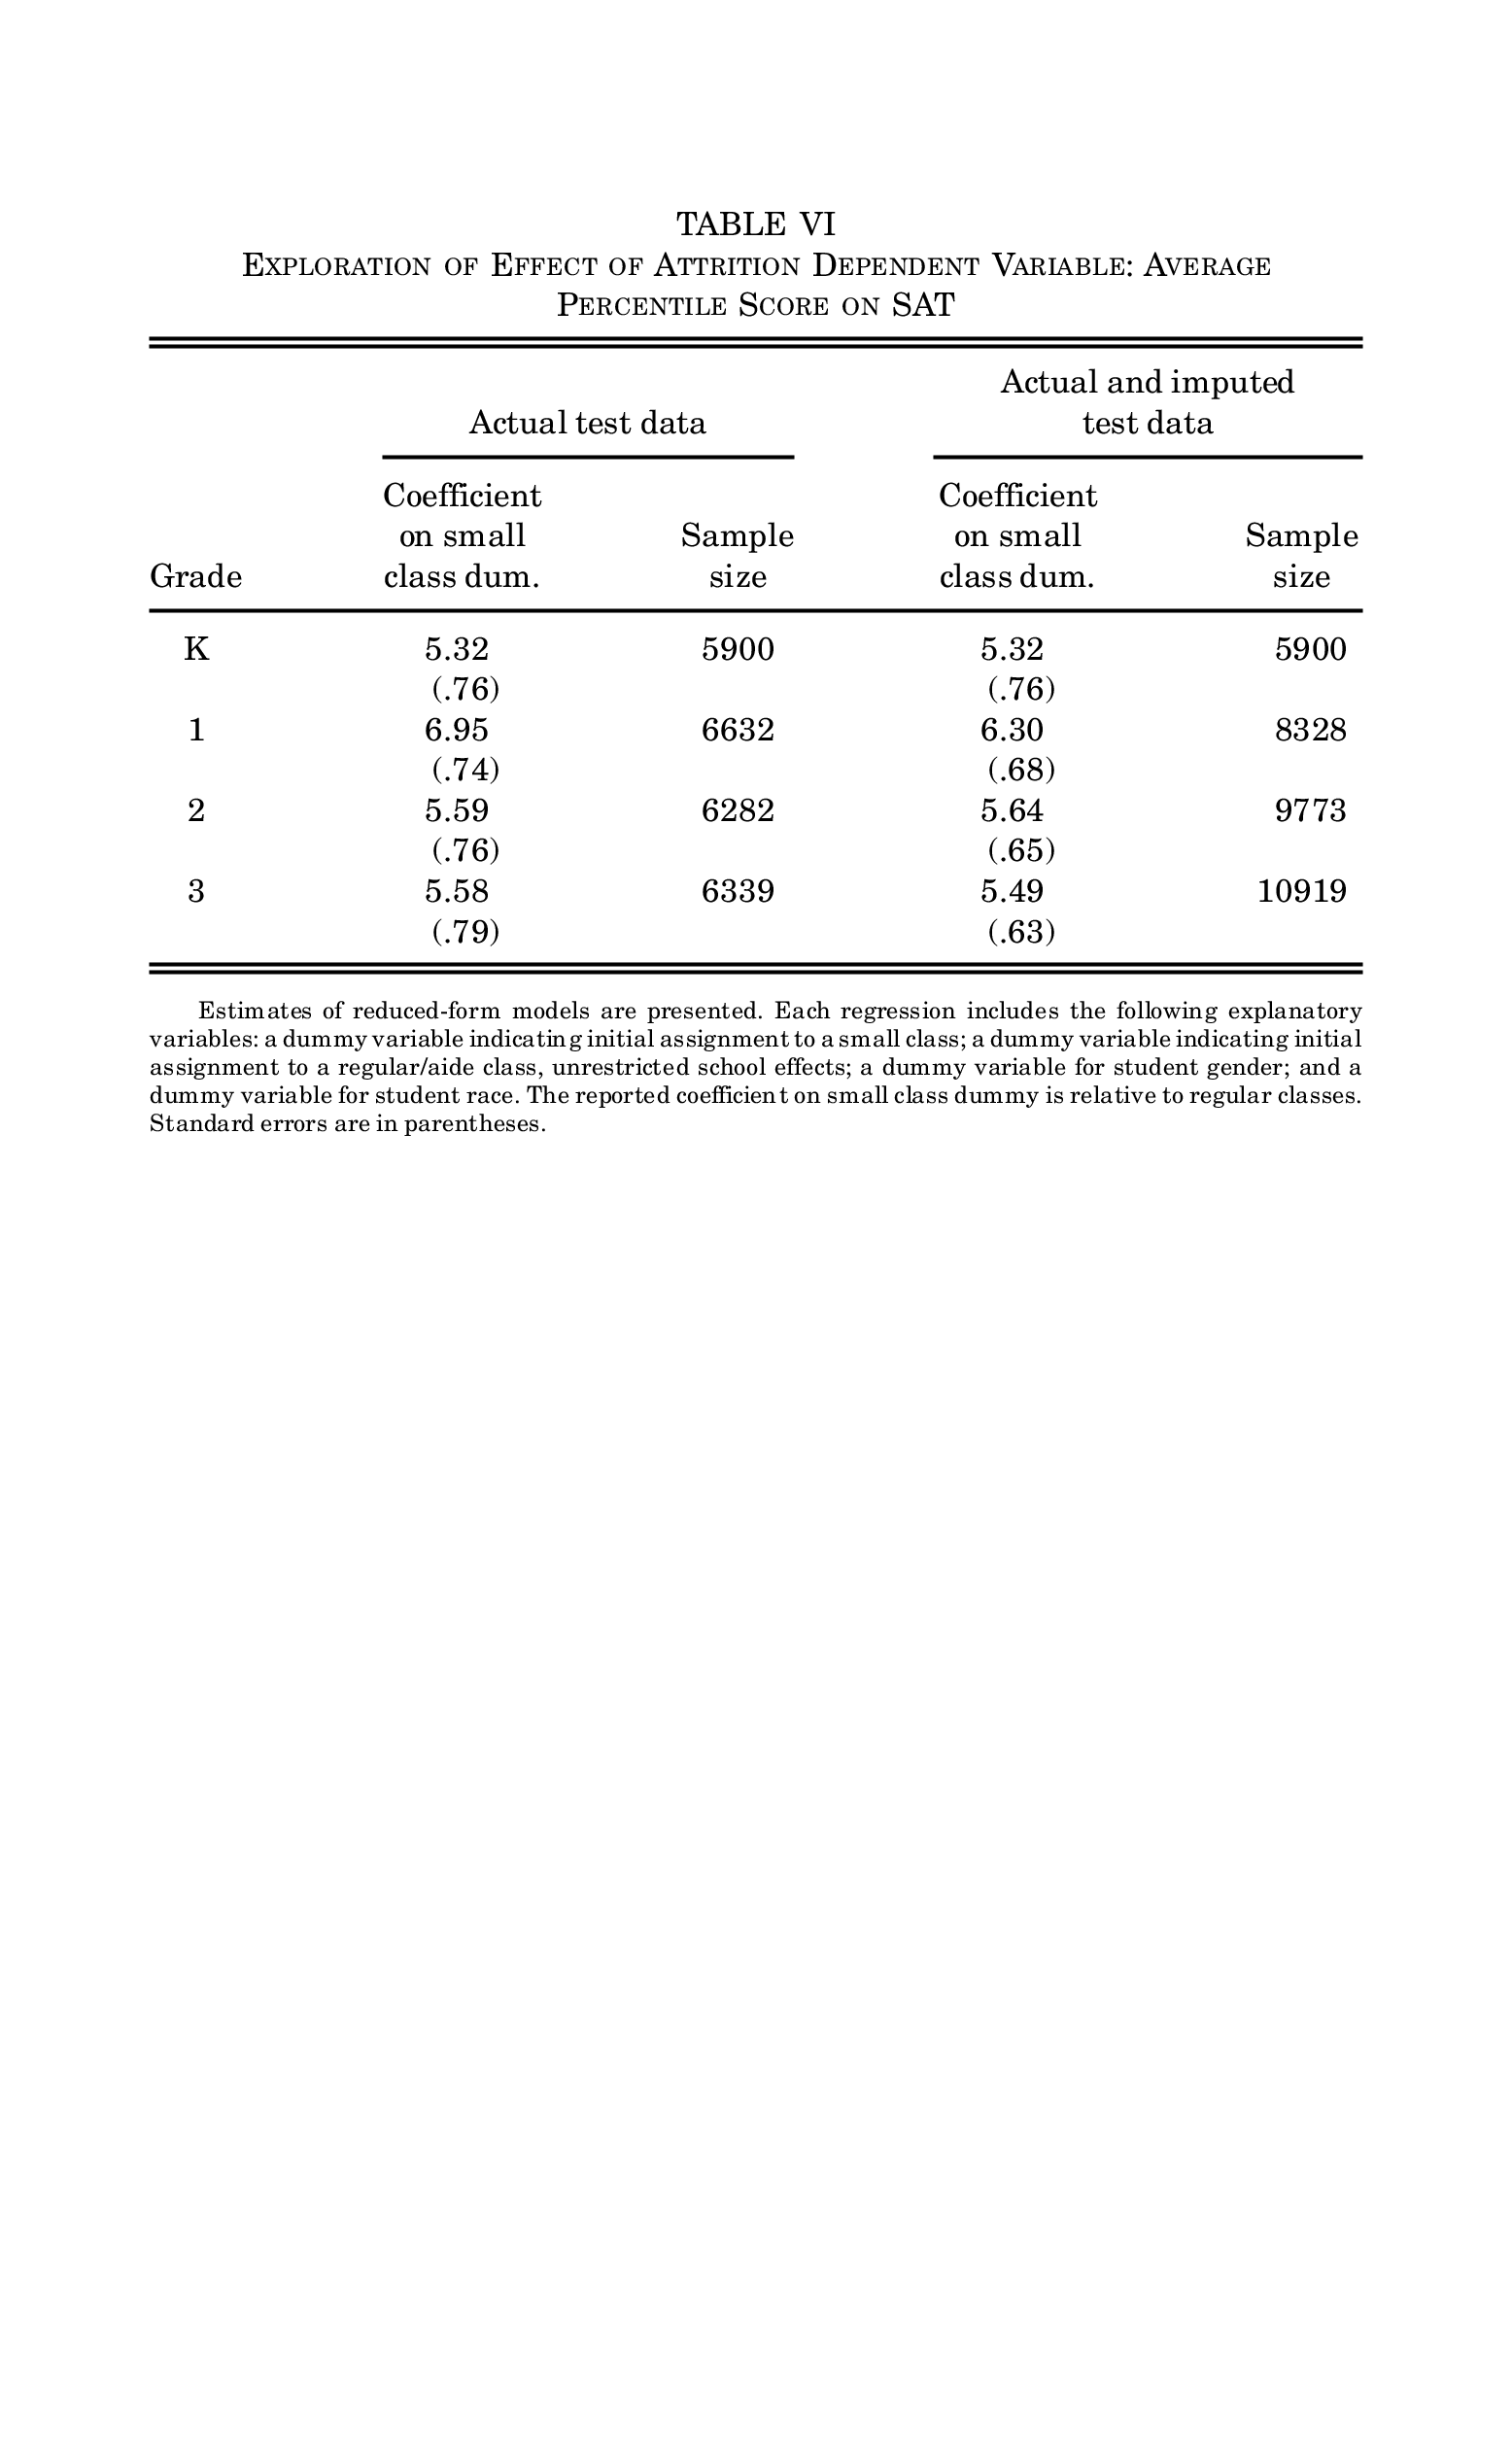 TABLE VI
EXPLORATION OF EFFECT OF ATTRITION DEPENDENT VARIABLE: AVERAGE
PERCENTILE SCORE ON SAT
Actual and imputed
Actual test data test data
Coefficient Coefficient
on small Sample on small Sample
Grade class dum. size class dum. size
K 5.32 5900 5.32 5900
(.76) (.76)
1 6.95 6632 6.30 8328
(.74) (.68)
2 5.59 6282 5.64 9773
(.76) (.65)
3 5.58 6339 5.49 10919
(.79) (.63)
Estimates of reduced-form models are presented. Each regression includes the following explanatory
variables: a dummy variable indicating initial assignment to a small class; a dummy variable indicating initial
assignment to a regular/aide class, unrestricted school effects; a dummy variable for student gender; and a
dummy variable for student race. The reported coefficient on small class dummy is relative to regular classes.
Standard errors are in parentheses.